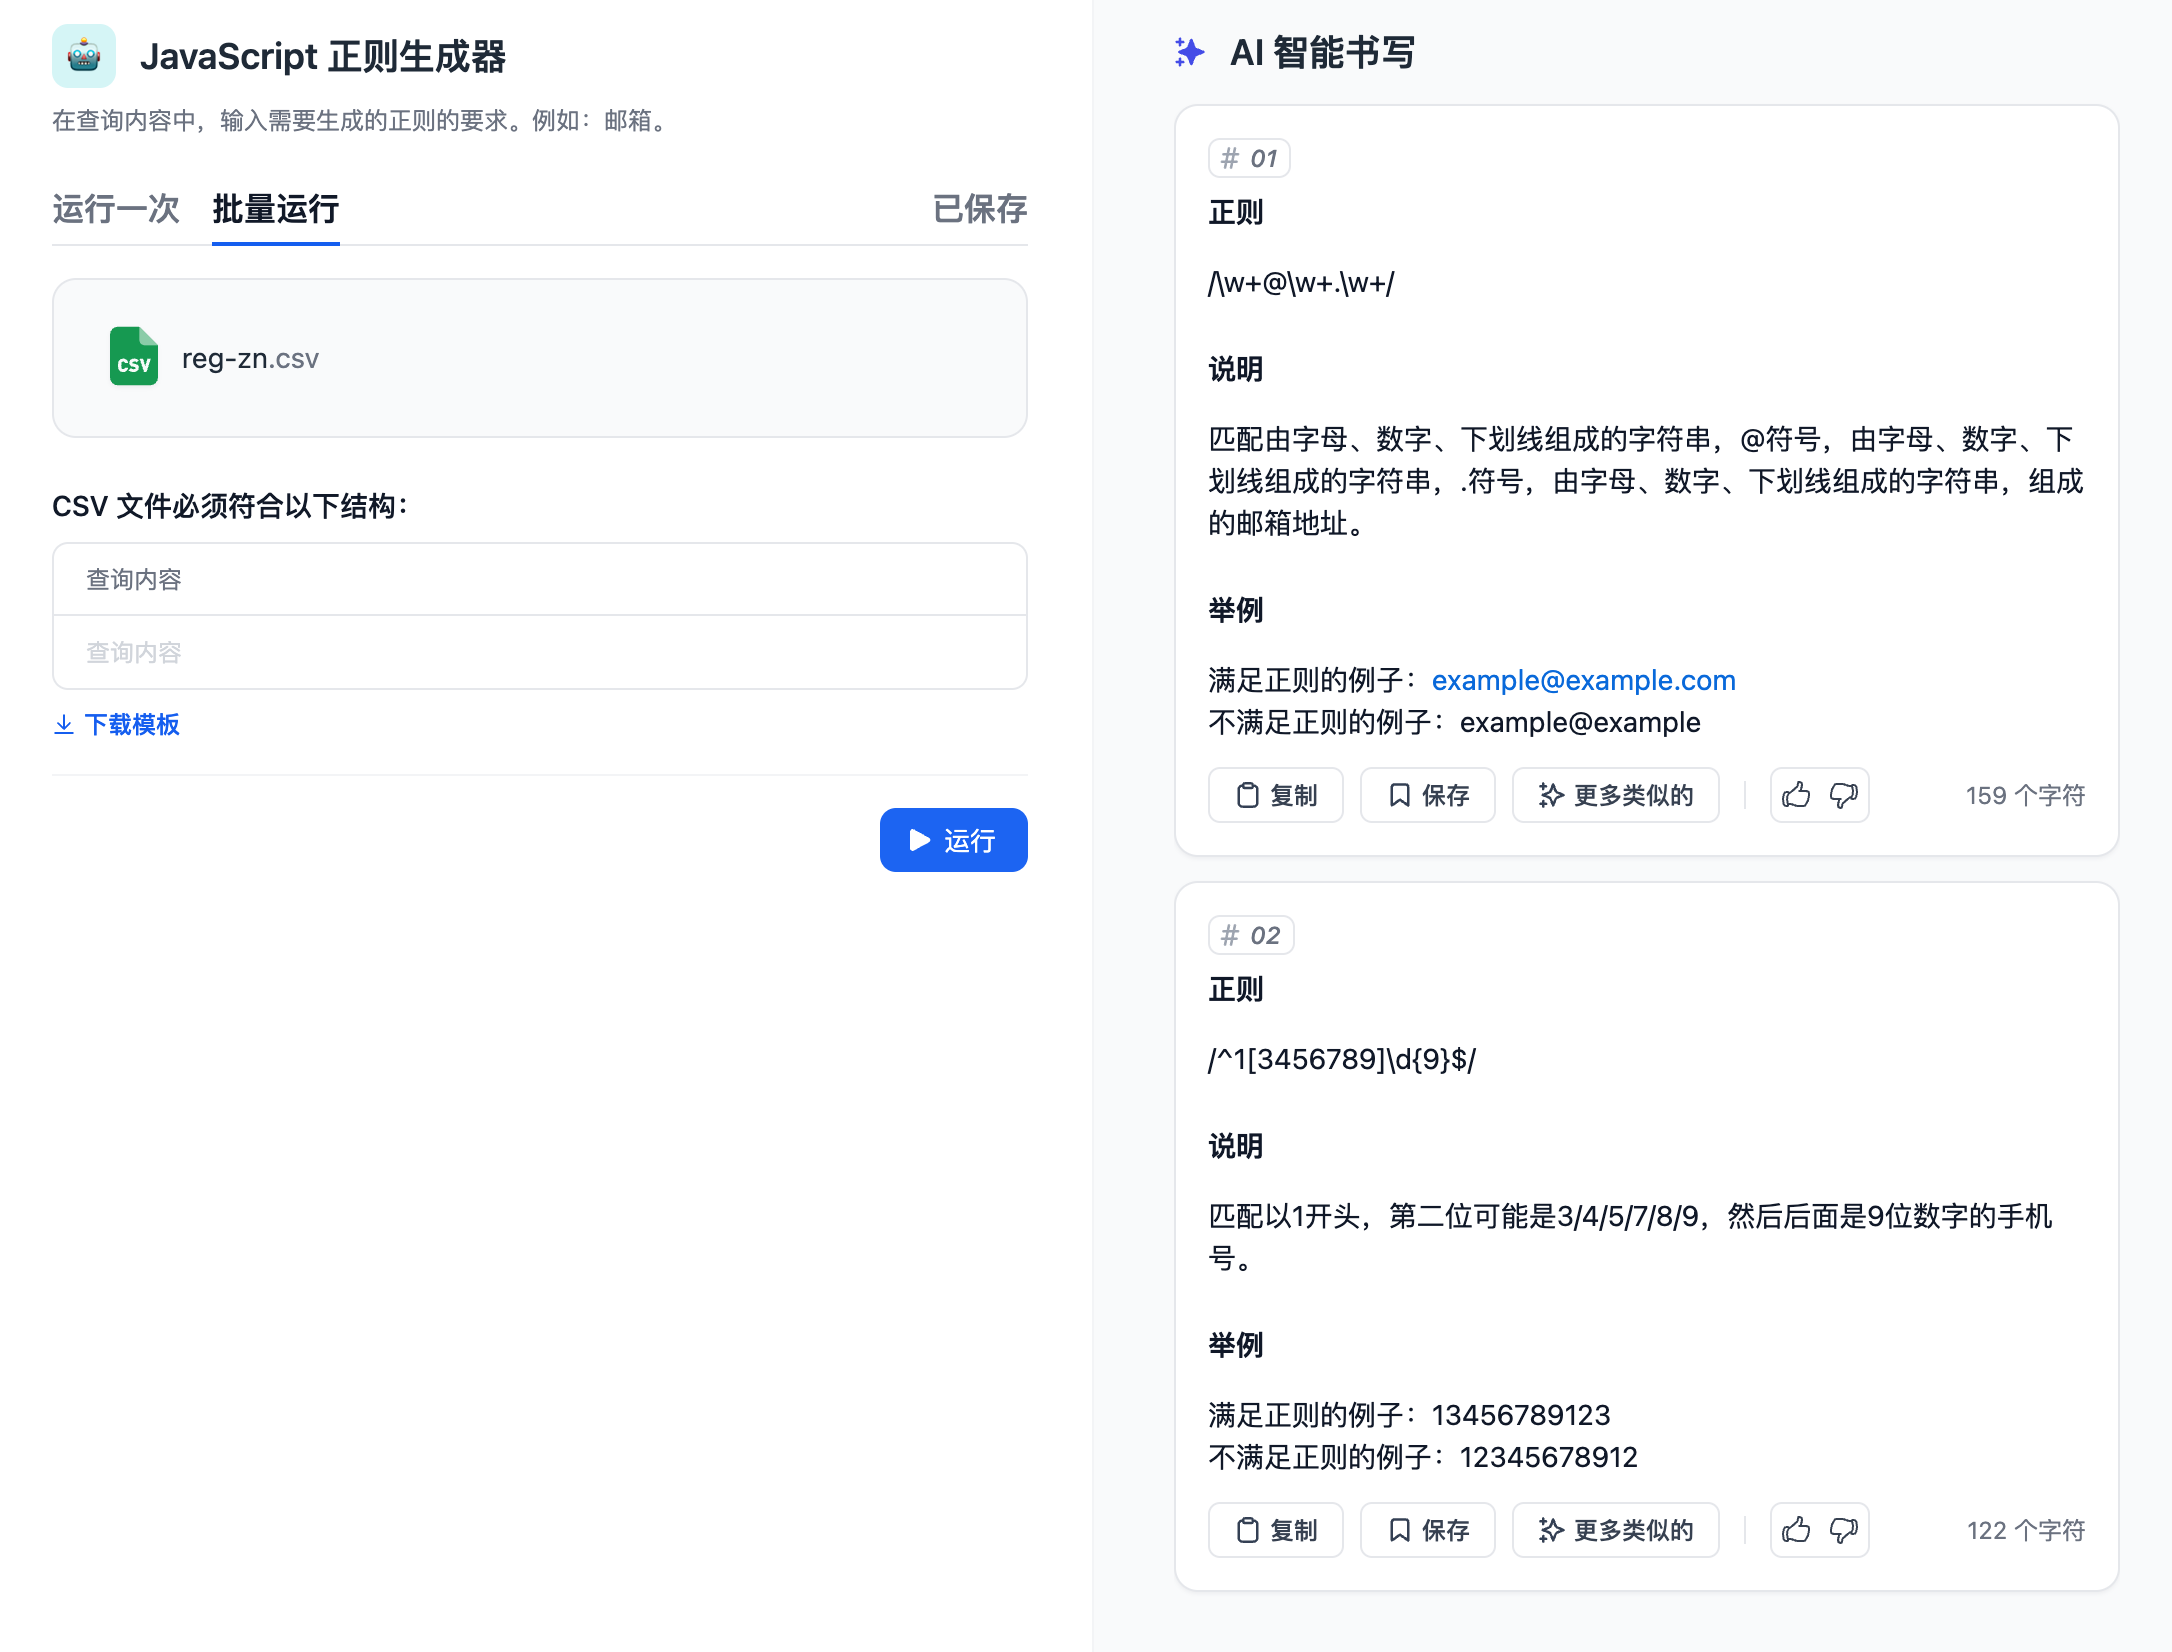 JavaScript 正则生成器
在查询内容中，输入需要生成的正则的要求。例如：邮箱。
运行一次
批量运行
已保存
CSV
reg-zn.csv
CSV 文件必须符合以下结构：
查询内容
查询内容
下载模板
运行
AI 智能书写
# 01
正则
/\w+@\w+.\w+/
说明
匹配由字母、数字、下划线组成的字符串，@符号，由字母、数字、下
划线组成的字符串，.符号，由字母、数字、下划线组成的字符串，组成
的邮箱地址。
举例
满足正则的例子：example@example.com
不满足正则的例子：example@example
复制
保存
更多类似的
159 个字符
# 02
正则
/^1[3456789]\d{9}$/
说明
匹配以1开头，第二位可能是3/4/5/7/8/9，然后后面是9位数字的手机
号。
举例
满足正则的例子：13456789123
不满足正则的例子：12345678912
复制
保存
更多类似的
122 个字符